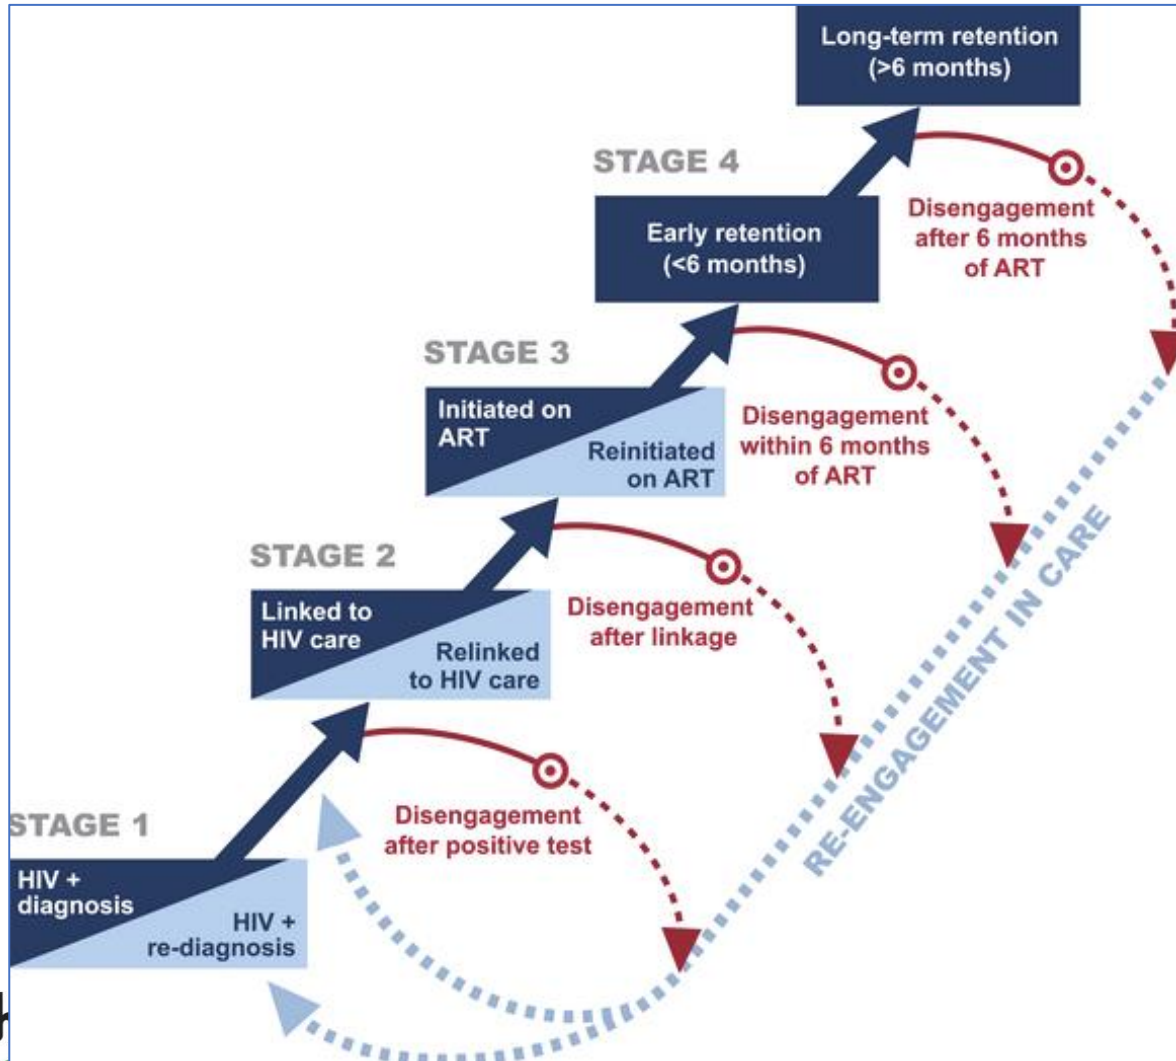 Long-term retention
(>6 months)
STAGE 4
Early retention
(<6 months)
Disengagement
after 6 months
of ART
STAGE 3
Initiated on
ART
Reinitiated
on ART
Disengagement
within 6 months
of ART
STAGE 2
Linked to
HIV care
Relinked
to HIV care
Disengagement
after linkage
RE-ENGAGEMENT IN CARE
STAGE 1
HIV +
diagnosis
HIV +
re-diagnosis
Disengagement
after positive test